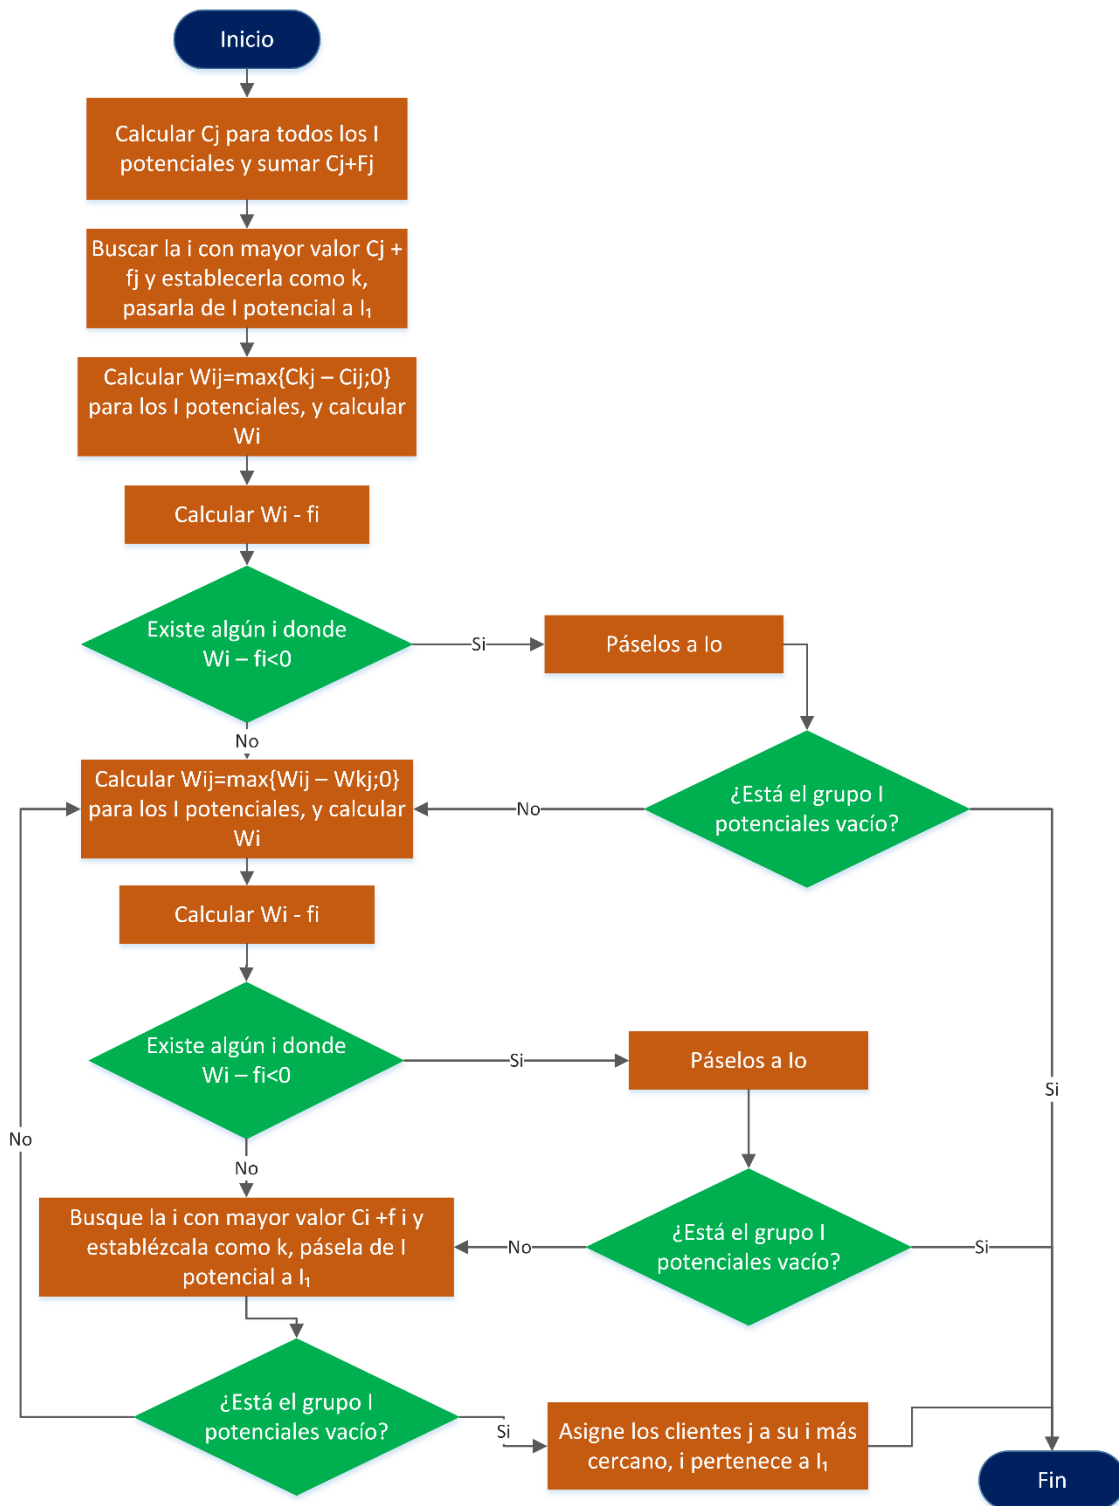 Inicio
Calcular Cj para todos los I
potenciales y sumar Cj+Fj
Buscar la i con mayor valor Cj +
fj y establecerla como k,
pasarla de I potencial a I₁
Calcular Wij=max{Ckj – Cij;0}
para los I potenciales, y calcular
Wi
Calcular Wi - fi
Existe algún i donde
Wi – fi<0
Si
Páselos a Io
No
¿Está el grupo I
potenciales vacío?
No
Si
Calcular Wij=max{Wij – Wkj;0}
para los I potenciales, y calcular
Wi
Calcular Wi - fi
Existe algún i donde
Wi – fi<0
Si
Páselos a Io
No
¿Está el grupo I
potenciales vacío?
No
Si
Busque la i con mayor valor Ci +f i y
establézcala como k, pásela de I
potencial a I₁
¿Está el grupo I
potenciales vacío?
No
Si
Asigne los clientes j a su i más
cercano, i pertenece a I₁
Fin